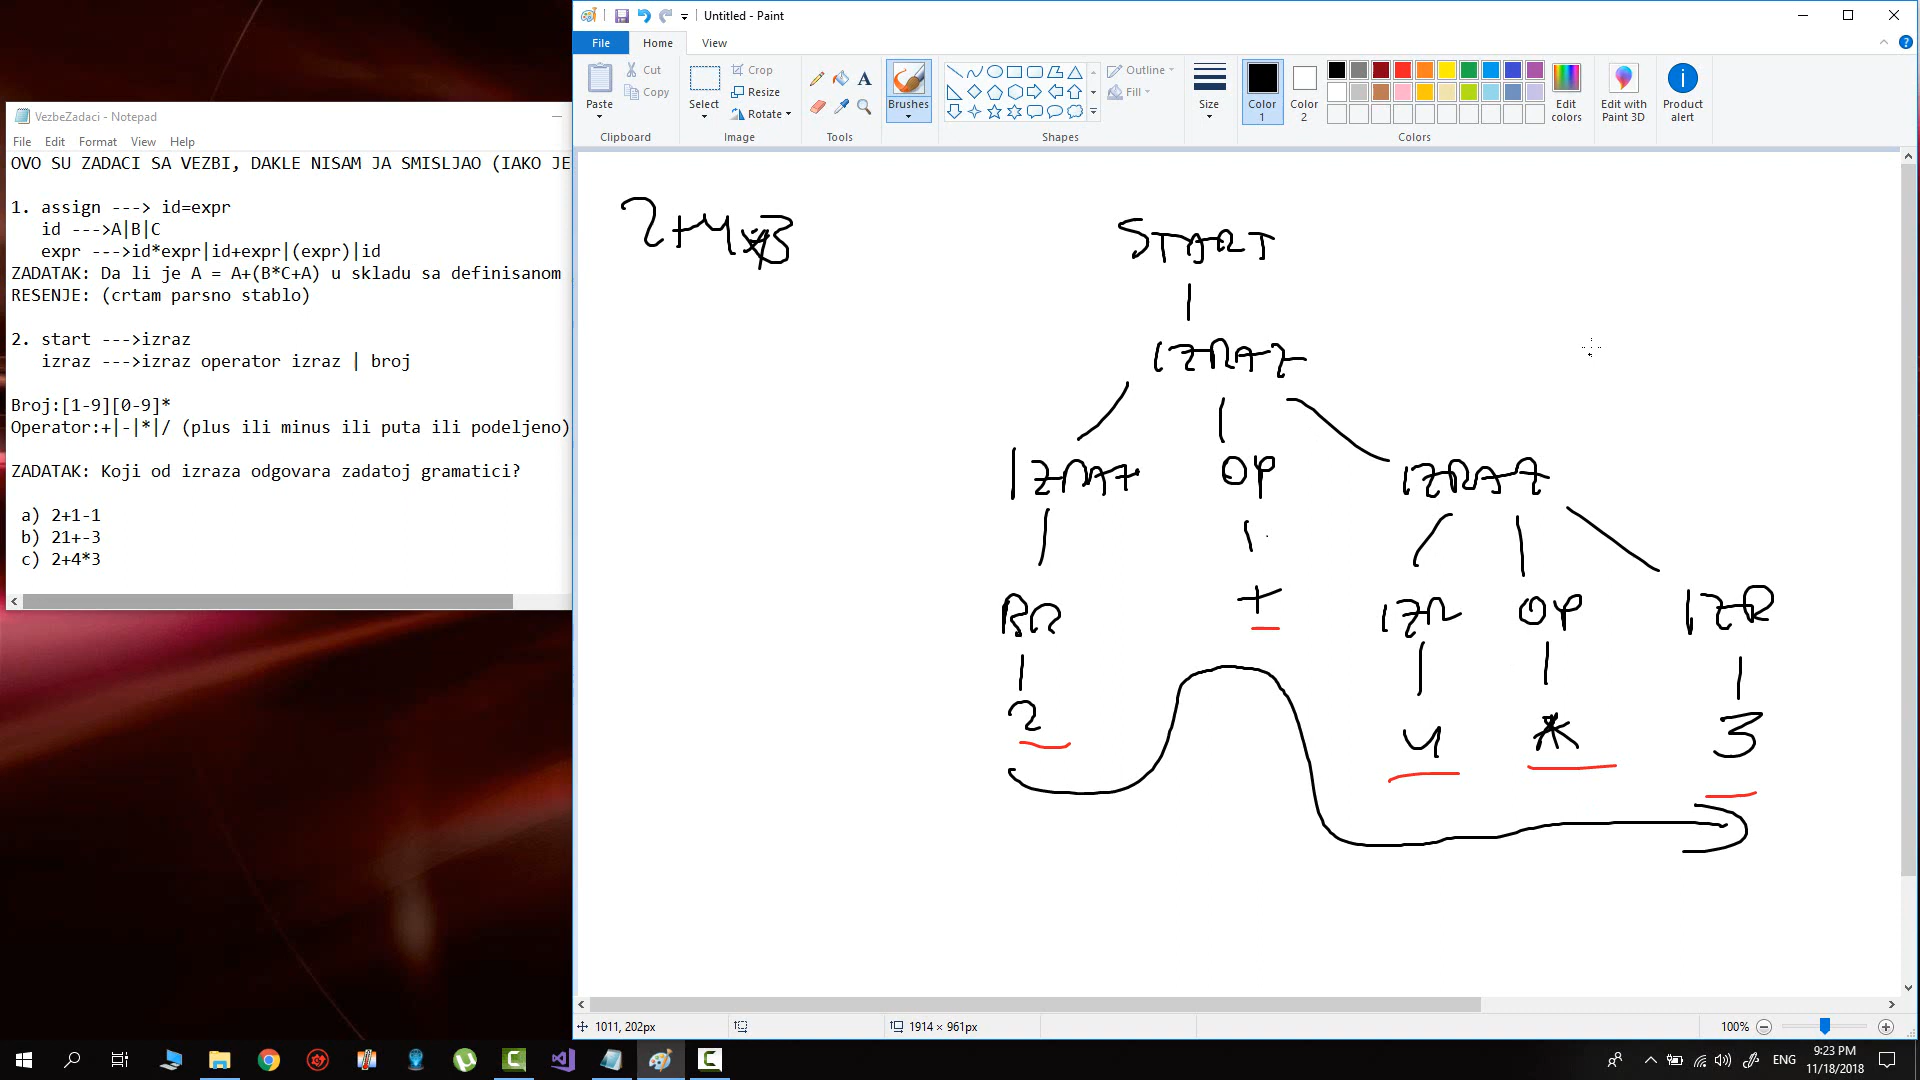 VezbeZadaci - Notepad
File Edit Format View Help
OVO SU ZADACI SA VEZBI, DAKLE NISAM JA SMISLJAO (IAKO JE
1. assign ---> id=expr
id --->A|B|C
expr --->id*expr|id+expr|(expr)|id
ZADATAK: Da li je A = A+(B*C+A) u skladu sa definisanom
RESENJE: (crtam parsno stablo)
2. start --->izraz
izraz --->izraz operator izraz | broj
Broj:[1-9][0-9]*
Operator:+|-|*|/ (plus ili minus ili puta ili podeljeno)
ZADATAK: Koji od izraza odgovara zadatoj gramatici?
a) 2+1-1
b) 21+-3
c) 2+4*3
Untitled - Paint
File Home View
Paste Cut Copy
Clipboard
Select Crop Resize Rotate
Image
Tools
Brushes
Shapes
Outline Fill
Size
Color 1 Color 2
Edit colors
Colors
Edit with Paint 3D
Product alert
2+4*3
START
IZRAZ
IZRAZ OP IZRAZ
BR + IZR OP IZR
2 4 * 3
1011, 202px
1914 × 961px
100%
ENG
9:23 PM
11/18/2018